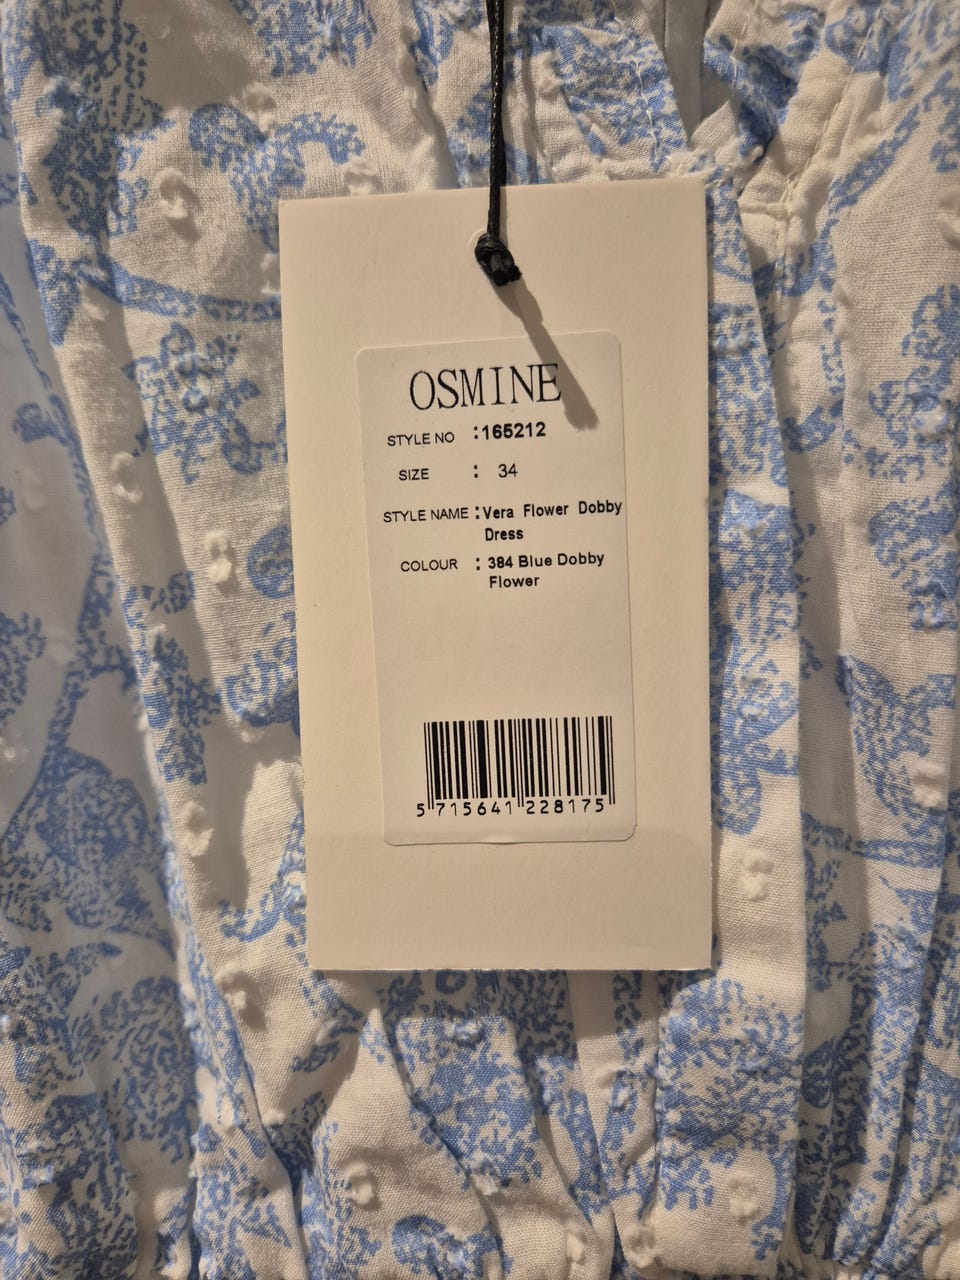 OSMINE
STYLE NO :165212
SIZE : 34
STYLE NAME :Vera Flower Dobby
Dress
COLOUR : 384 Blue Dobby
Flower
5 715641 228175